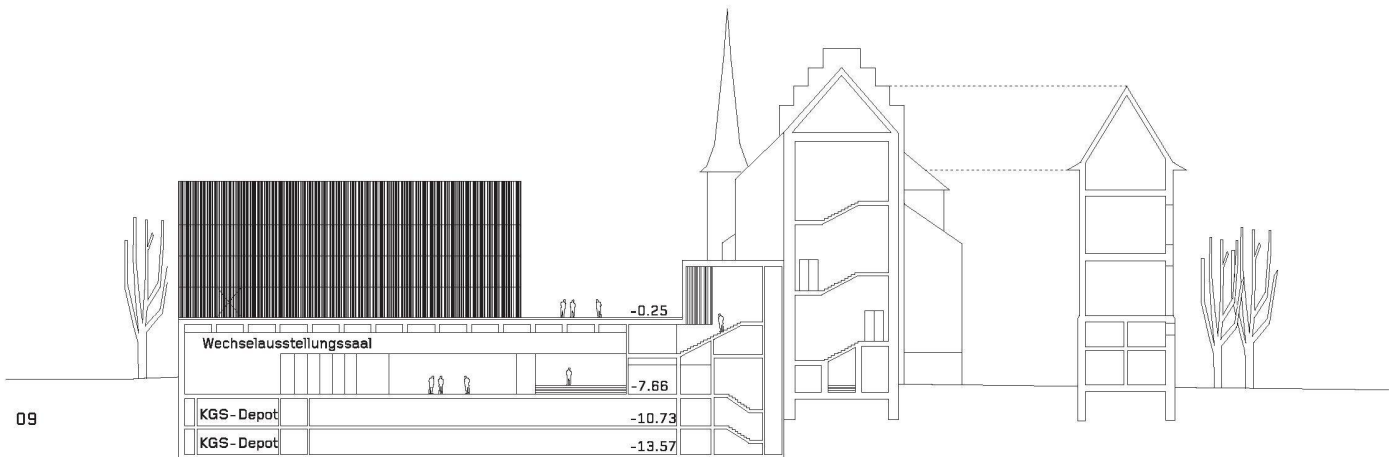 -0.25
Wechselausstellungssaal
-7.66
09
KGS-Depot
-10.73
KGS-Depot
-13.57